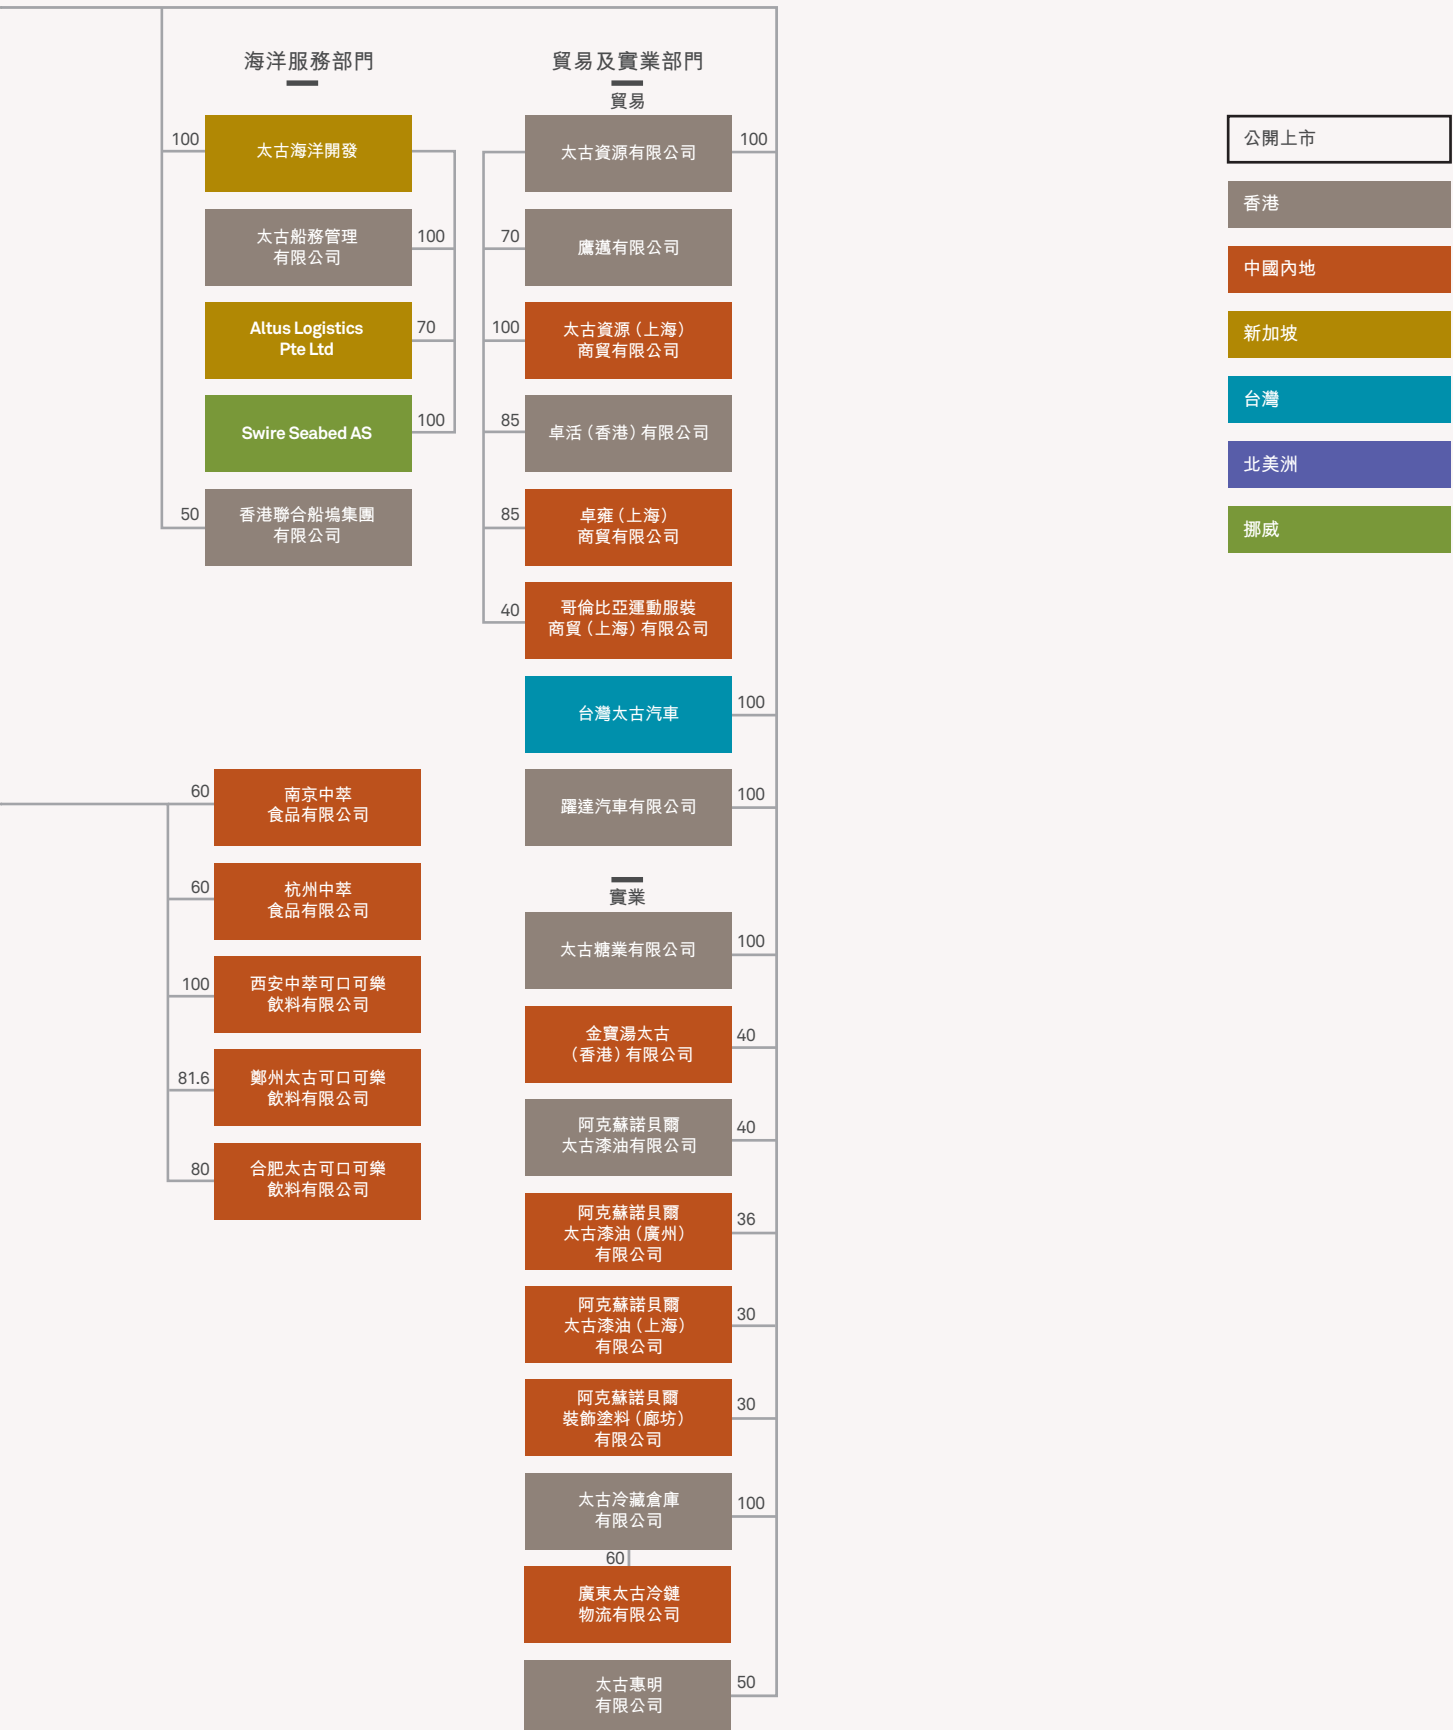 海洋服務部門
100
太古海洋開發
太古船務管理
有限公司
100
Altus Logistics
Pte Ltd
70
Swire Seabed AS
100
50
香港聯合船塢集團
有限公司
60
南京中萃
食品有限公司
60
杭州中萃
食品有限公司
100
西安中萃可口可樂
飲料有限公司
81.6
鄭州太古可口可樂
飲料有限公司
80
合肥太古可口可樂
飲料有限公司
貿易及實業部門
貿易
太古資源有限公司
100
70
鷹邁有限公司
100
太古資源（上海）
商貿有限公司
85
卓活（香港）有限公司
85
卓雍（上海）
商貿有限公司
40
哥倫比亞運動服裝
商貿（上海）有限公司
台灣太古汽車
100
躍達汽車有限公司
100
實業
太古糖業有限公司
100
金寶湯太古
（香港）有限公司
40
阿克蘇諾貝爾
太古漆油有限公司
40
阿克蘇諾貝爾
太古漆油（廣州）
有限公司
36
阿克蘇諾貝爾
太古漆油（上海）
有限公司
30
阿克蘇諾貝爾
裝飾塗料（廊坊）
有限公司
30
太古冷藏倉庫
有限公司
100
60
廣東太古冷鏈
物流有限公司
太古惠明
有限公司
50
公開上市
香港
中國內地
新加坡
台灣
北美洲
挪威